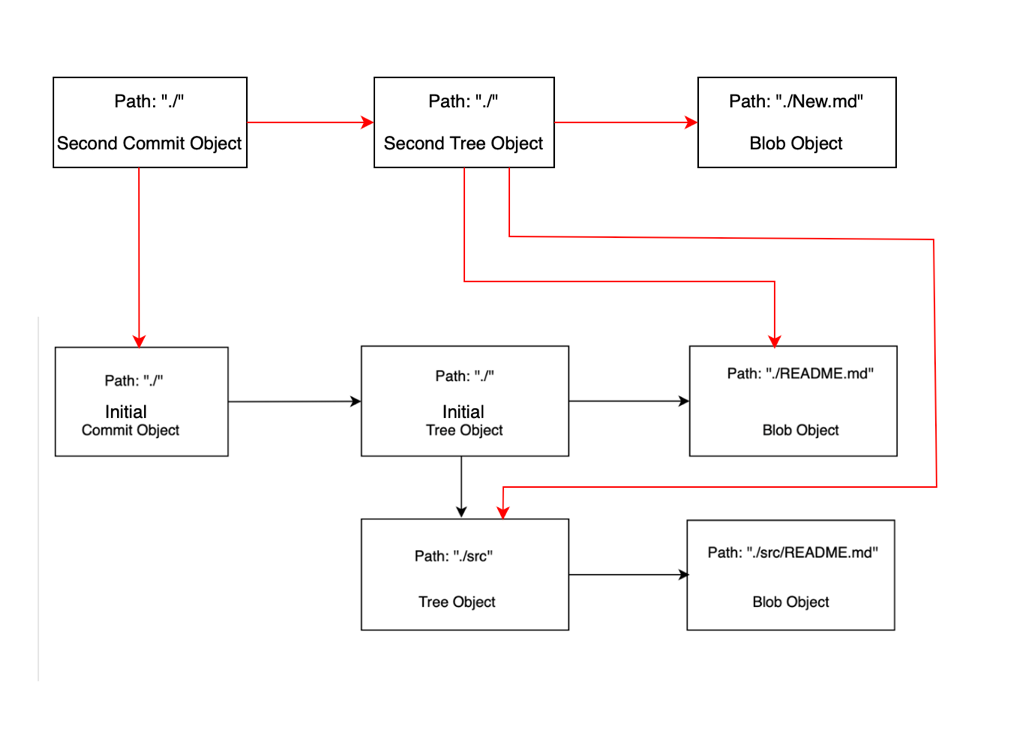 Path: "./"
Second Commit Object
Path: "./"
Second Tree Object
Path: "./New.md"
Blob Object
Path: "./"
Initial
Commit Object
Path: "./"
Initial
Tree Object
Path: "./README.md"
Blob Object
Path: "./src"
Tree Object
Path: "./src/README.md"
Blob Object